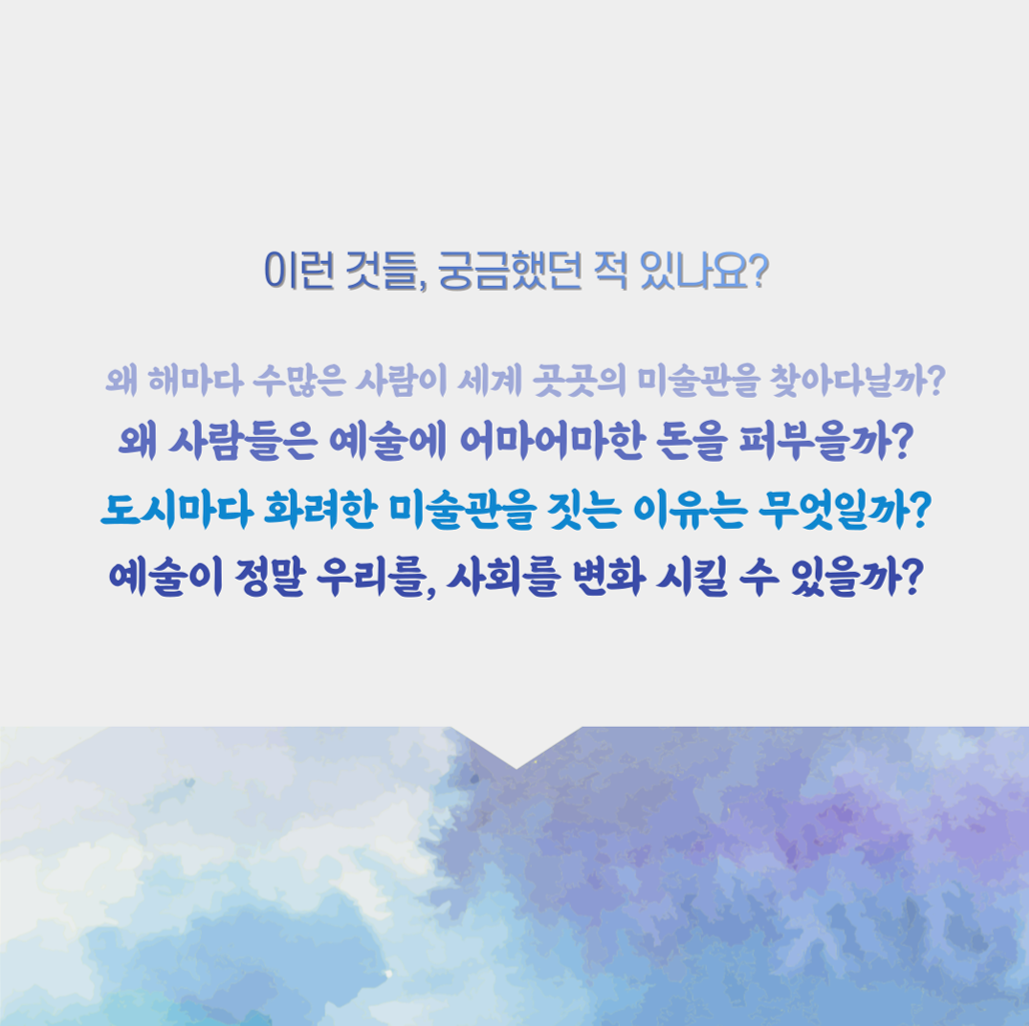 이런 것들, 궁금했던 적 있나요?
왜 해마다 수많은 사람이 세계 곳곳의 미술관을 찾아다닐까?
왜 사람들은 예술에 어마어마한 돈을 퍼부을까?
도시마다 화려한 미술관을 짓는 이유는 무엇일까?
예술이 정말 우리를, 사회를 변화 시킬 수 있을까?